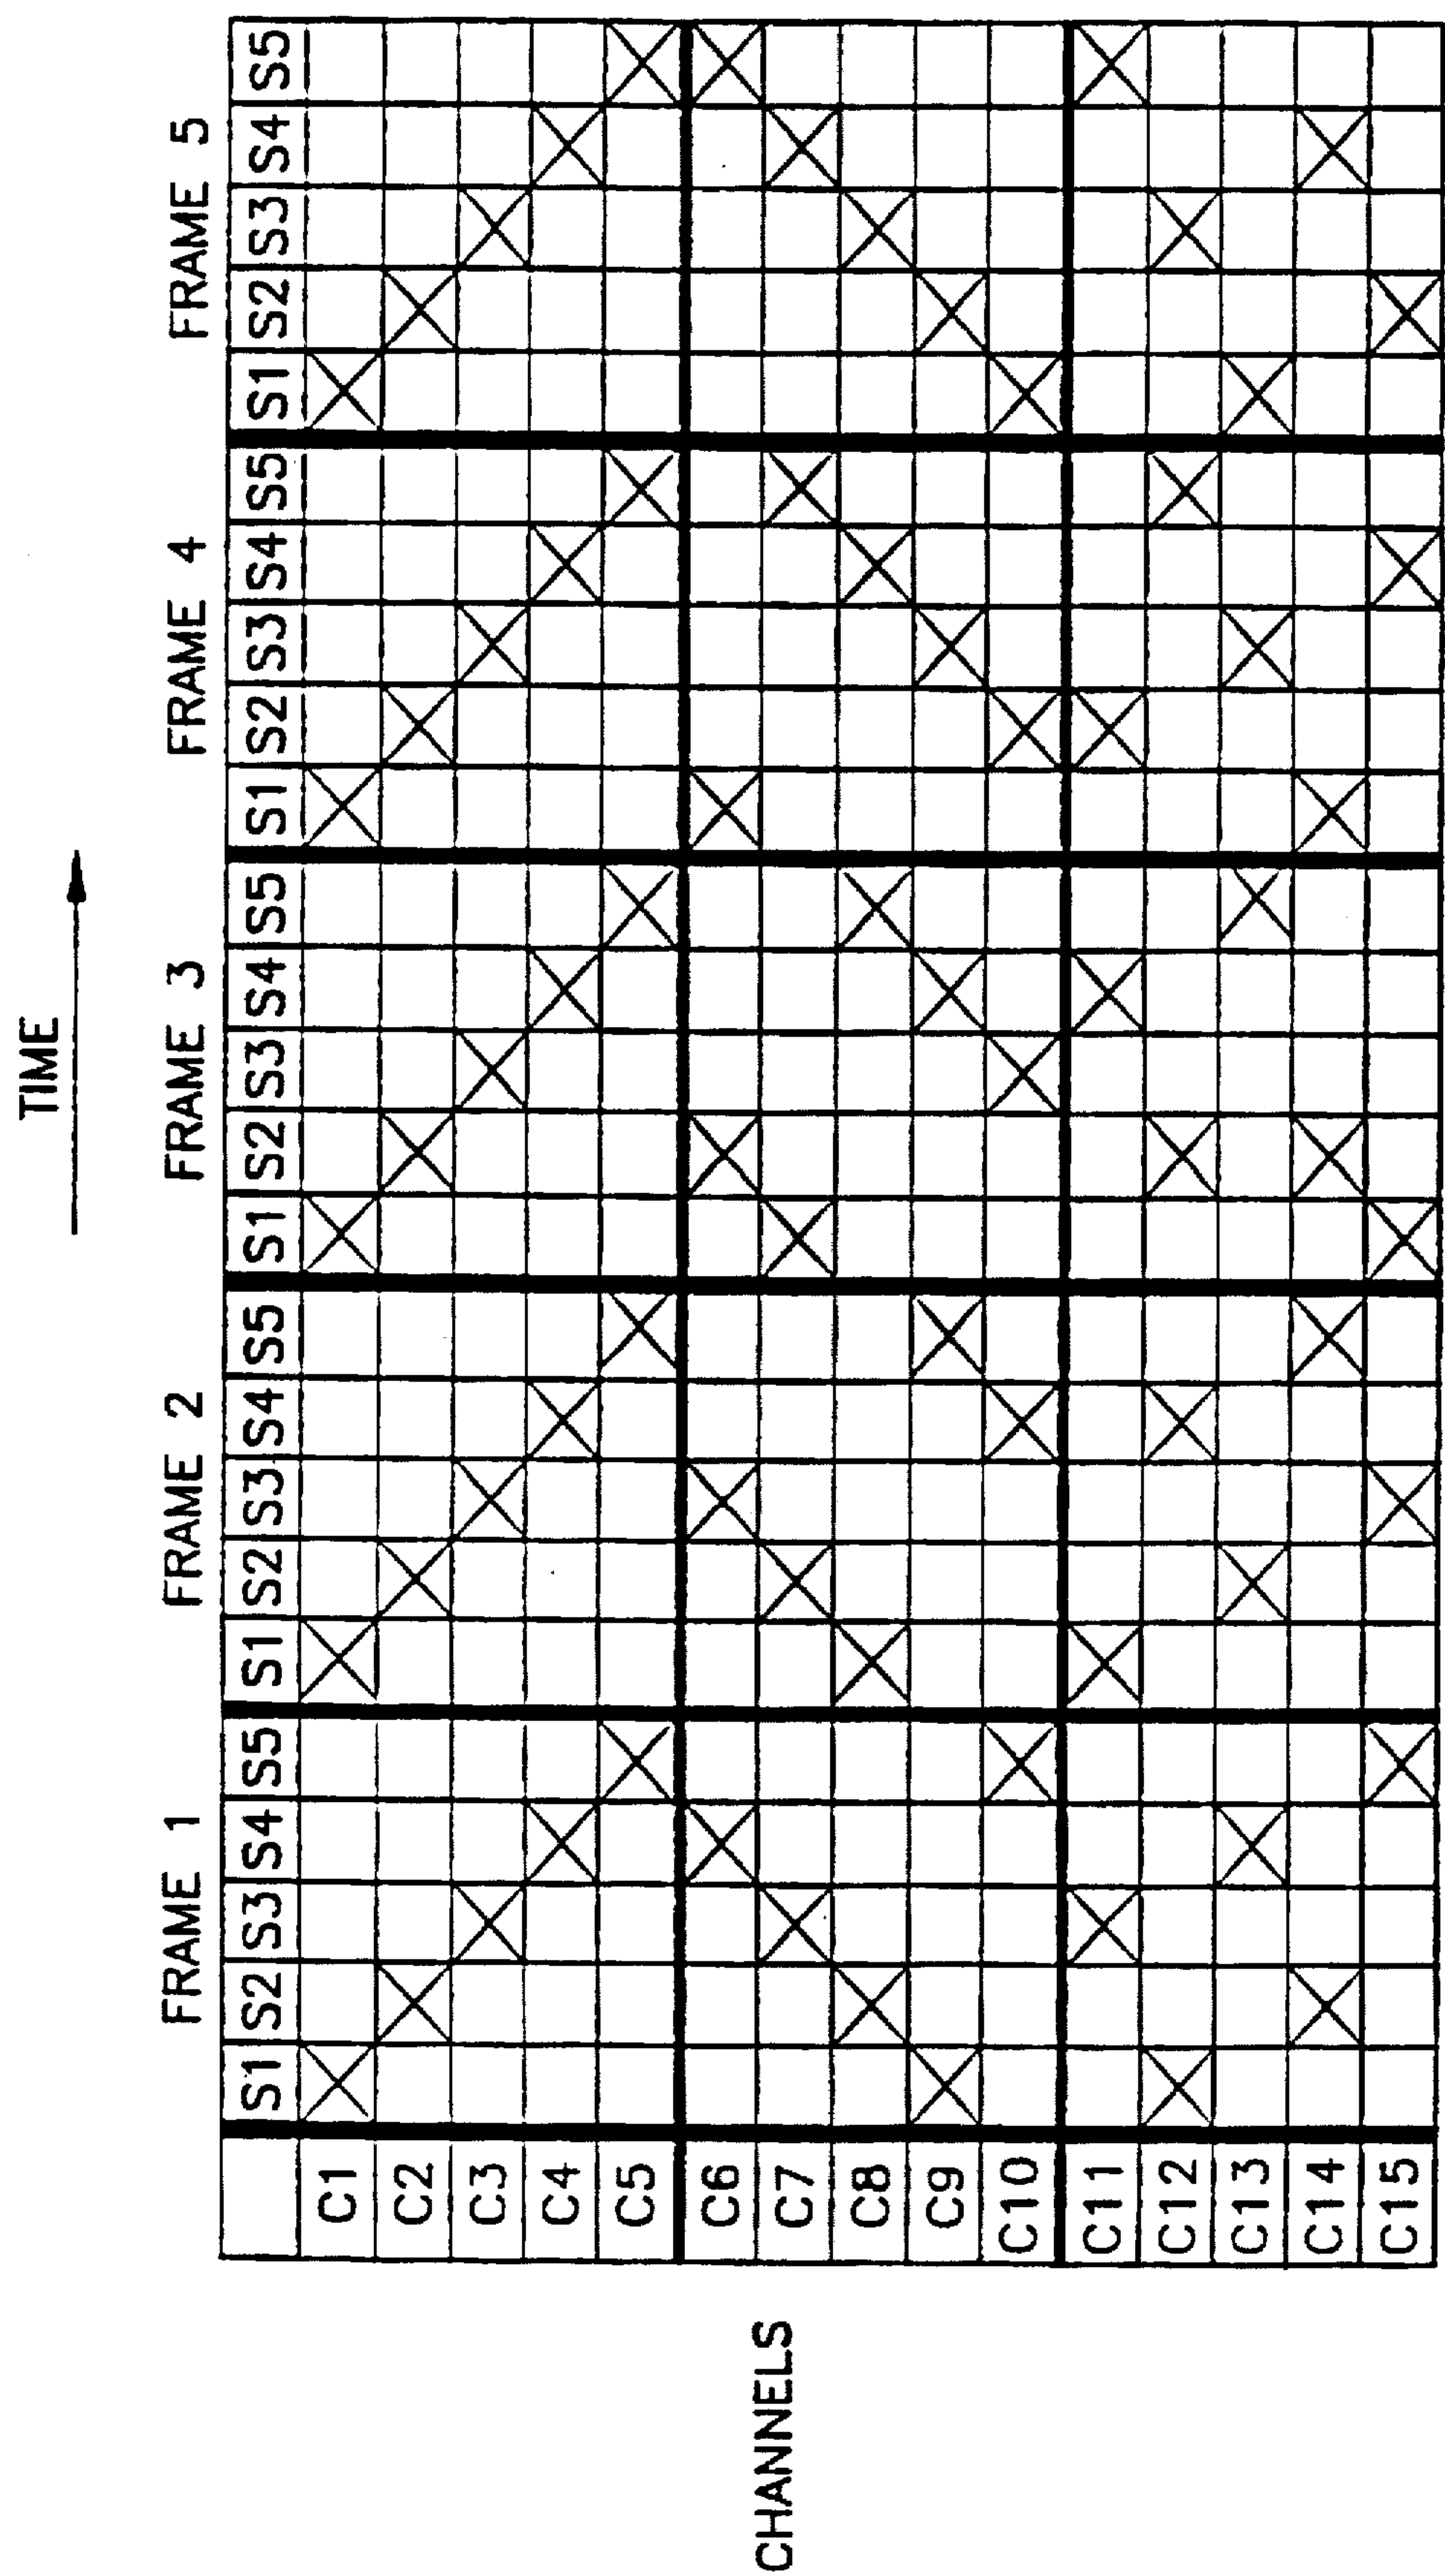 TIME
FRAME 1 FRAME 2 FRAME 3 FRAME 4 FRAME 5
S1 S2 S3 S4 S5 S1 S2 S3 S4 S5 S1 S2 S3 S4 S5 S1 S2 S3 S4 S5 S1 S2 S3 S4 S5
C1
C2
C3
C4
C5
C6
C7
C8
C9
C10
C11
C12
C13
C14
C15
CHANNELS